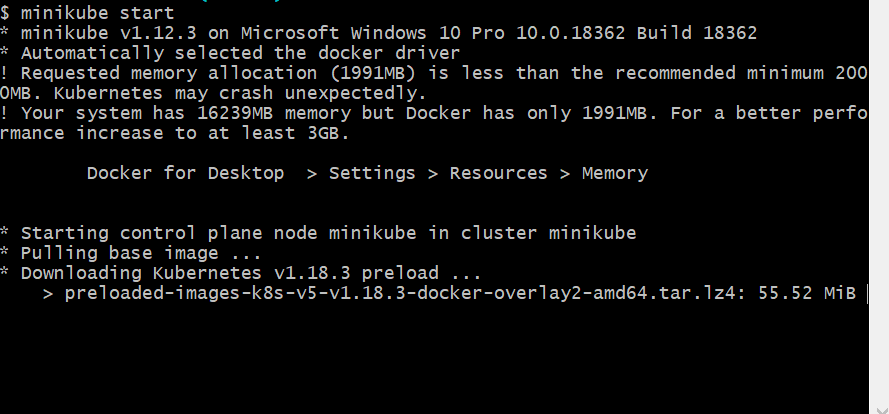 $ minikube start
* minikube v1.12.3 on Microsoft Windows 10 Pro 10.0.18362 Build 18362
* Automatically selected the docker driver
! Requested memory allocation (1991MB) is less than the recommended minimum 200
0MB. Kubernetes may crash unexpectedly.
! Your system has 16239MB memory but Docker has only 1991MB. For a better perfo
rmance increase to at least 3GB.
Docker for Desktop  > Settings > Resources > Memory
* Starting control plane node minikube in cluster minikube
* Pulling base image ...
* Downloading Kubernetes v1.18.3 preload ...
> preloaded-images-k8s-v5-v1.18.3-docker-overlay2-amd64.tar.lz4: 55.52 MiB